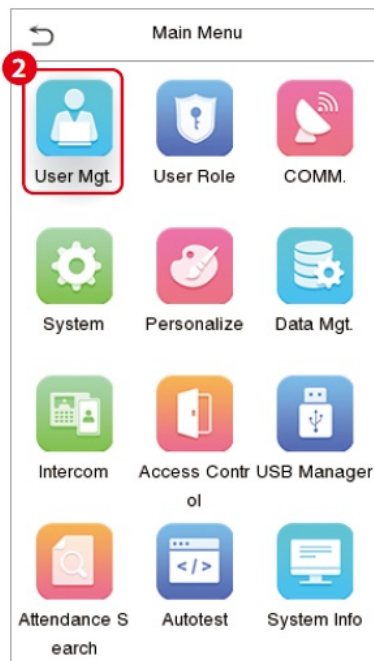 Main Menu
2
User Mgt. User Role COMM.
System Personalize Data Mgt.
Intercom Access Contr USB Manager
ol
</>
Attendance S Autotest System Info
earch